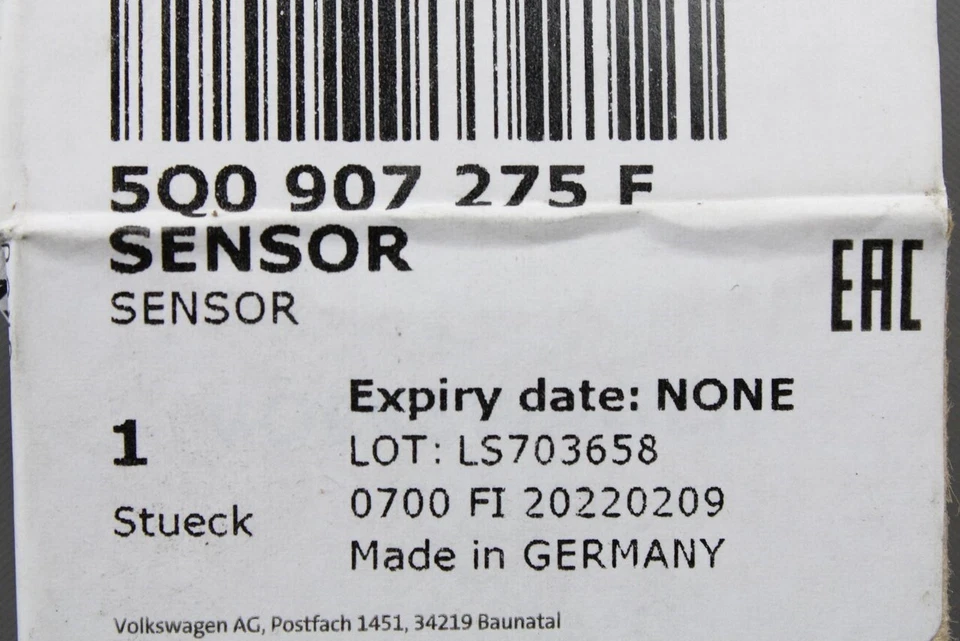 5Q0 907 275 F
SENSOR
SENSOR
EAC
Expiry date: NONE
1
LOT: LS703658
0700 FI 20220209
Stueck
Made in GERMANY
Volkswagen AG, Postfach 1451, 34219 Baunatal